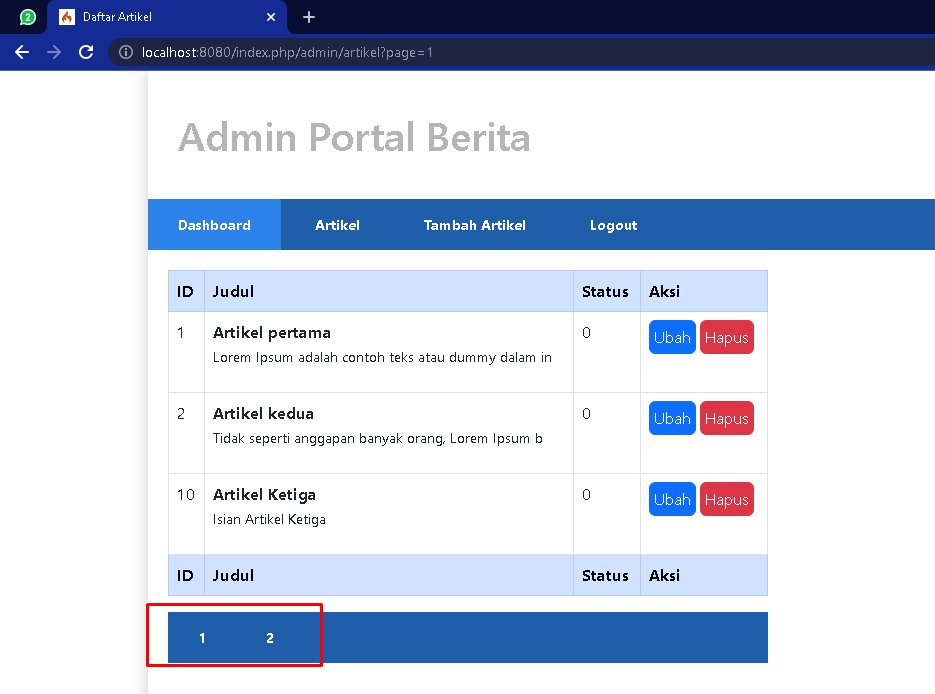 2
Daftar Artikel
localhost:8080/index.php/admin/artikel?page=1
Admin Portal Berita
Dashboard Artikel Tambah Artikel Logout
ID Judul Status Aksi
1 Artikel pertama 0 Ubah Hapus
Lorem Ipsum adalah contoh teks atau dummy dalam in
2 Artikel kedua 0 Ubah Hapus
Tidak seperti anggapan banyak orang, Lorem Ipsum b
10 Artikel Ketiga 0 Ubah Hapus
Isian Artikel Ketiga
ID Judul Status Aksi
1 2